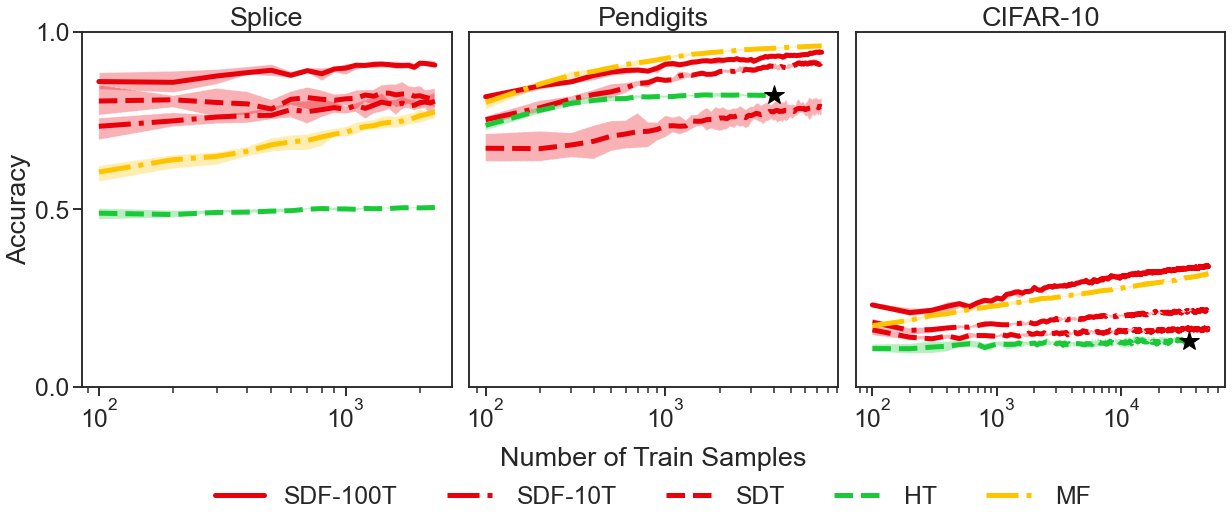 Splice Pendigits CIFAR-10
1.0
0.5
0.0
Accuracy
10² 10³ 10² 10³ 10² 10³ 10⁴
Number of Train Samples
SDF-100T SDF-10T SDT HT MF